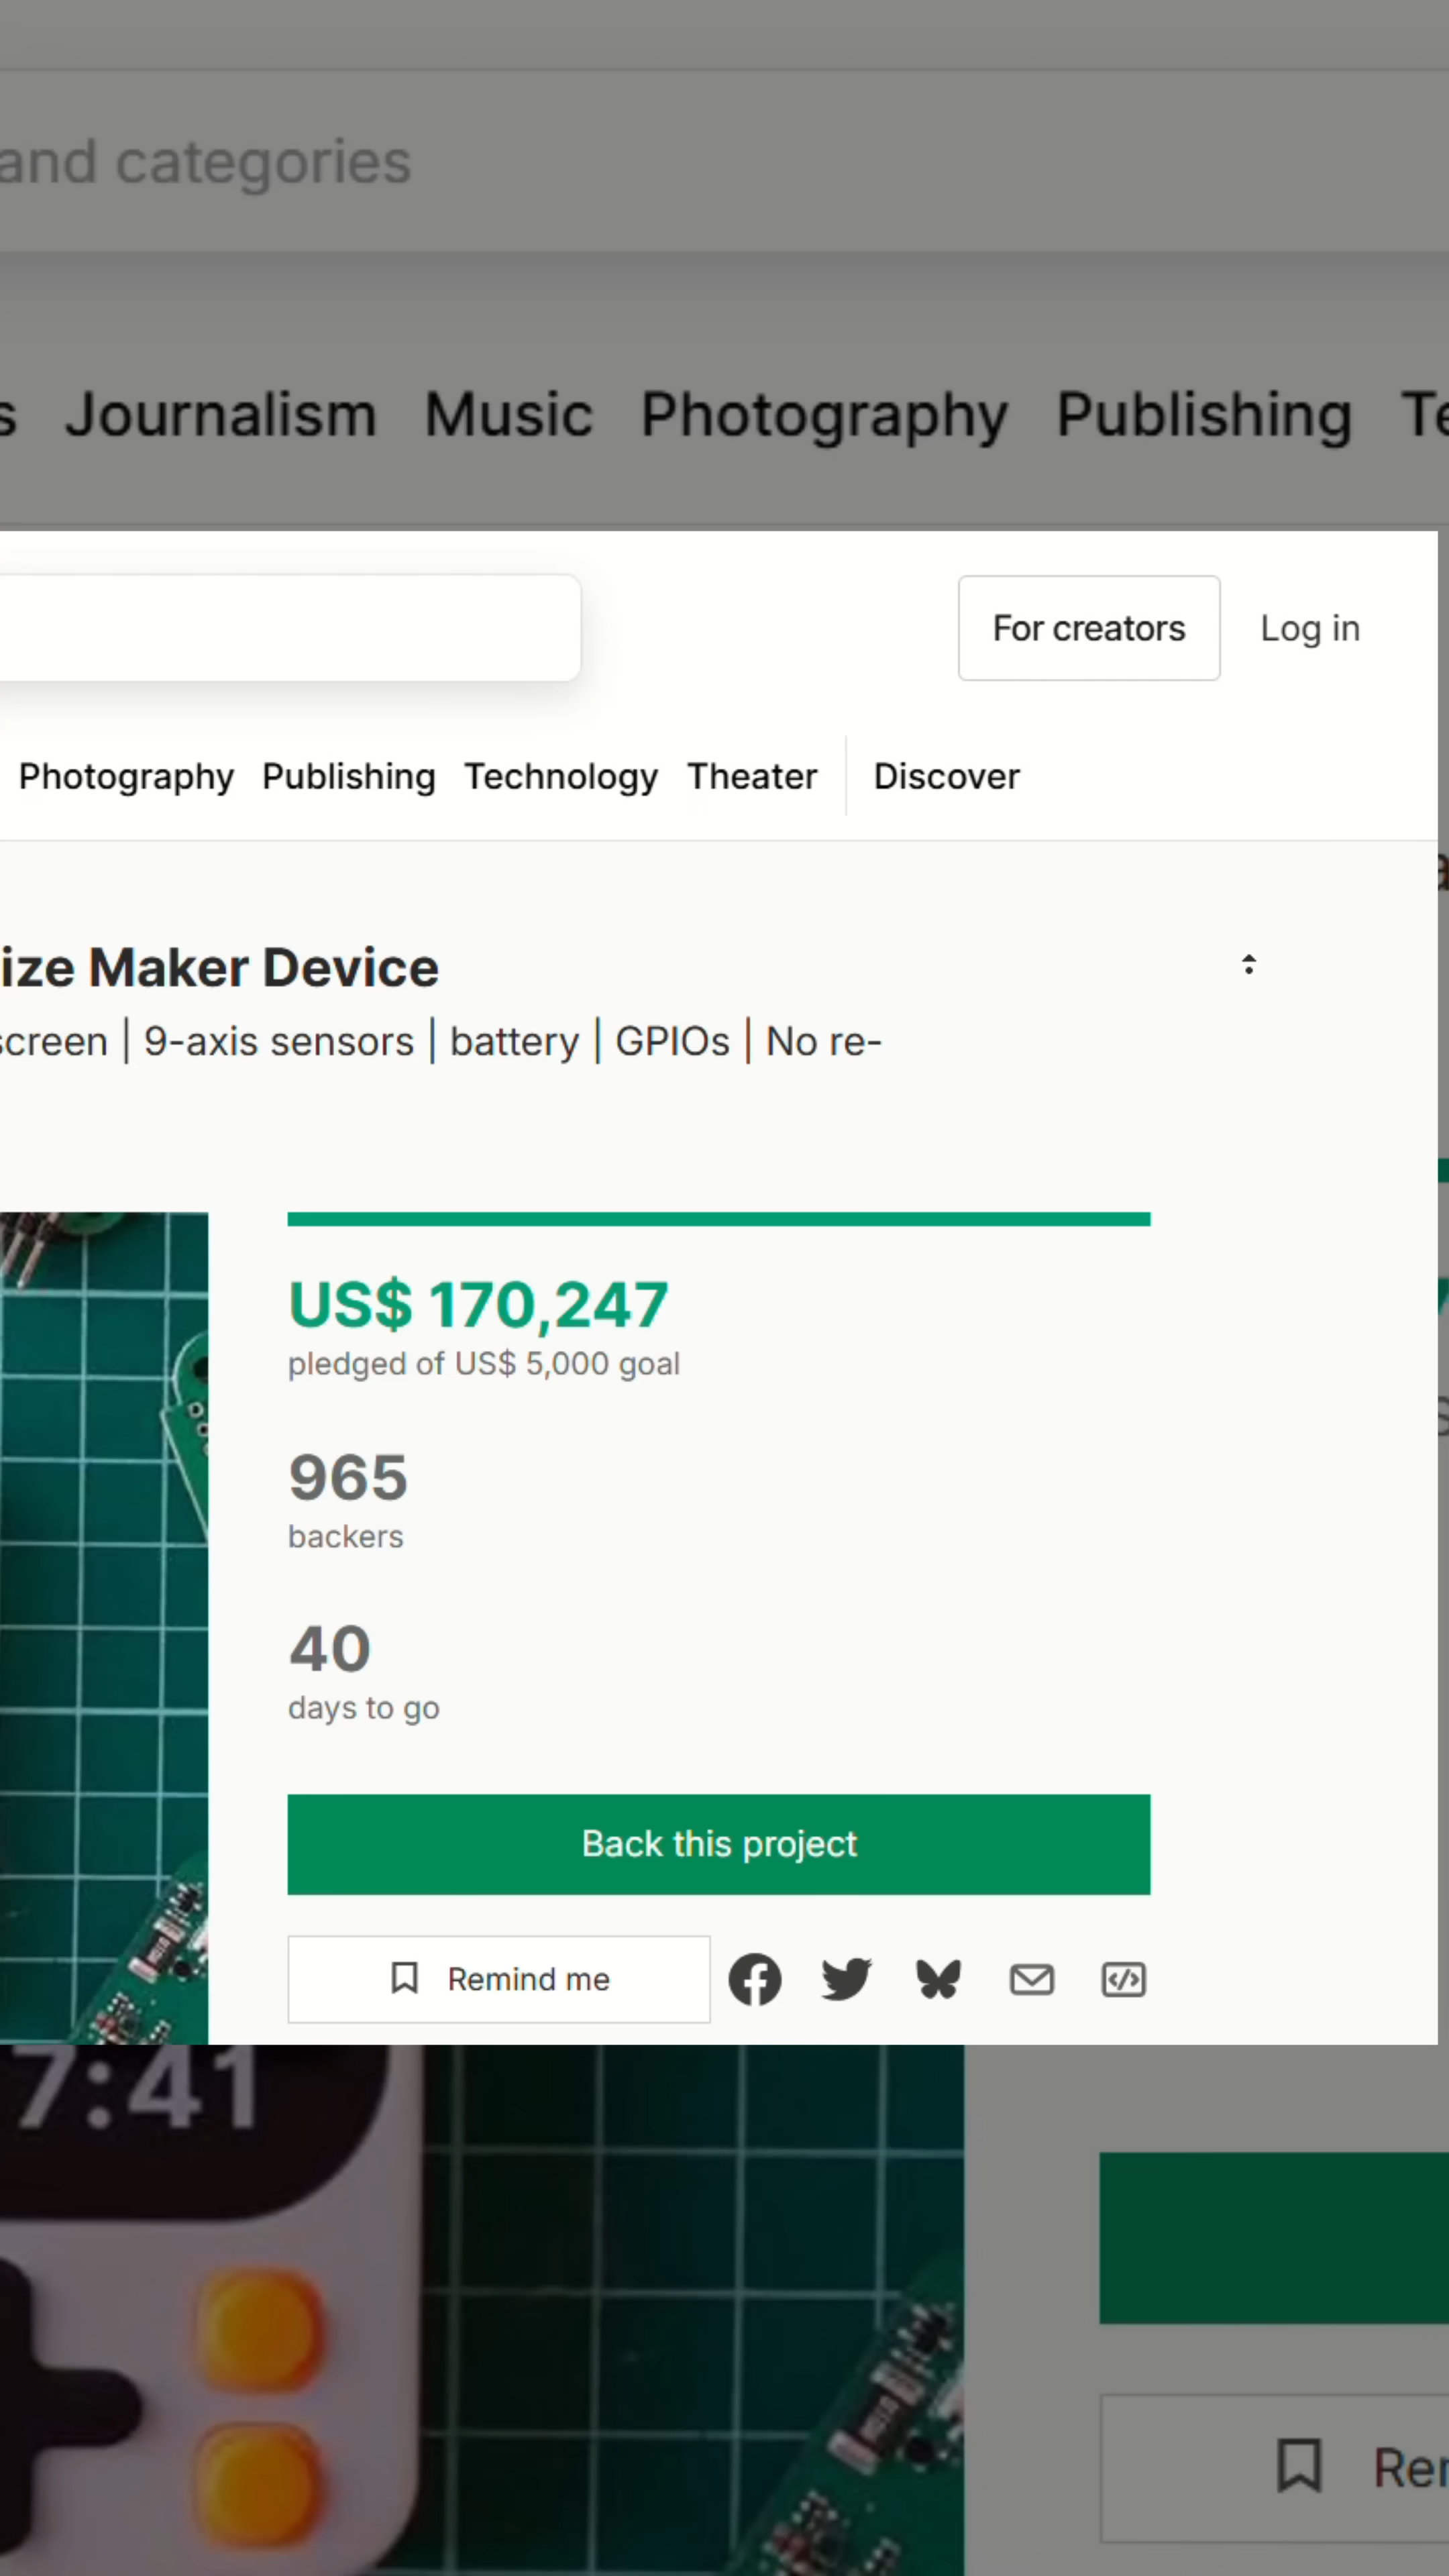 and categories
s Journalism Music Photography Publishing Te
For creators Log in
Photography Publishing Technology Theater Discover
ize Maker Device
screen | 9-axis sensors | battery | GPIOs | No re-
US$ 170,247
pledged of US$ 5,000 goal
965
backers
40
days to go
Back this project
Remind me
7:41
Rer